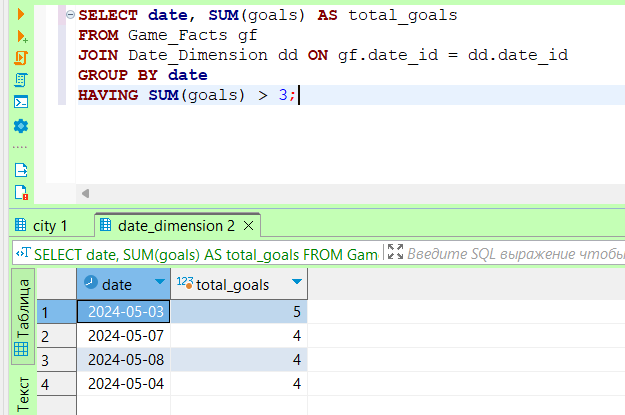 SELECT date, SUM(goals) AS total_goals
FROM Game_Facts gf
JOIN Date_Dimension dd ON gf.date_id = dd.date_id
GROUP BY date
HAVING SUM(goals) > 3;
city 1
date_dimension 2
SELECT date, SUM(goals) AS total_goals FROM Gam
Введите SQL выражение чтобы
Таблица
Текст
date 123 total_goals
1 2024-05-03 5
2 2024-05-07 4
3 2024-05-08 4
4 2024-05-04 4